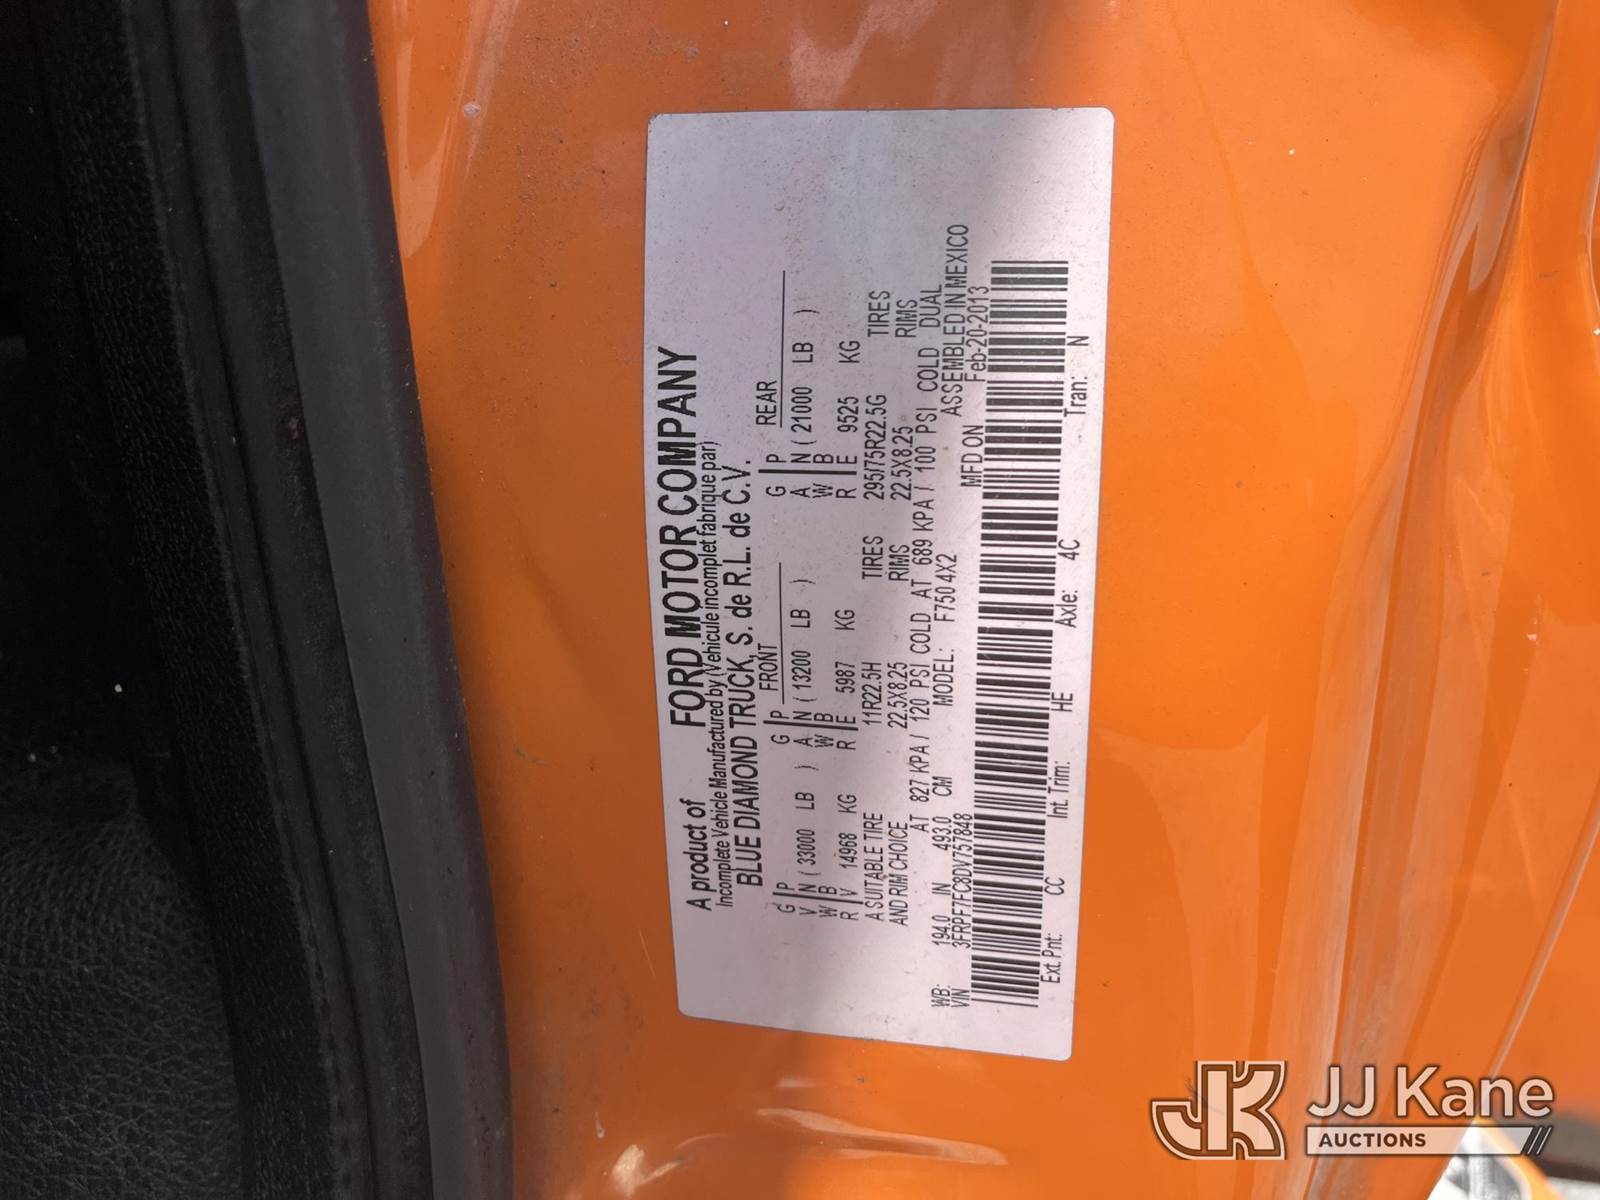 A product of FORD MOTOR COMPANY
Incomplete Vehicle Manufactured by (Vehicule incomplet fabrique par)
BLUE DIAMOND TRUCK, S. de R.L. de C.V.
FRONT REAR
G P G P G P
V N ( 33000 LB ) A N ( 13200 LB ) A N ( 21000 LB )
W B W B W B
R V 14968 KG R E 5987 KG R E 9525 KG
A SUITABLE TIRE 11R22.5H TIRES 295/75R22.5G TIRES
AND RIM CHOICE 22.5X8.25 RIMS 22.5X8.25 RIMS
AT 827 KPA / 120 PSI COLD AT 689 KPA / 100 PSI COLD DUAL
WB: 194.0 IN 493.0 CM MODEL: F750 4X2 ASSEMBLED IN MEXICO
VIN 3FRPF7FC8DV757848 MFD ON Feb-20-2013
Ext. Pnt: CC Int. Trim: HE Axle: 4C Tran: N
JK JJ Kane
AUCTIONS